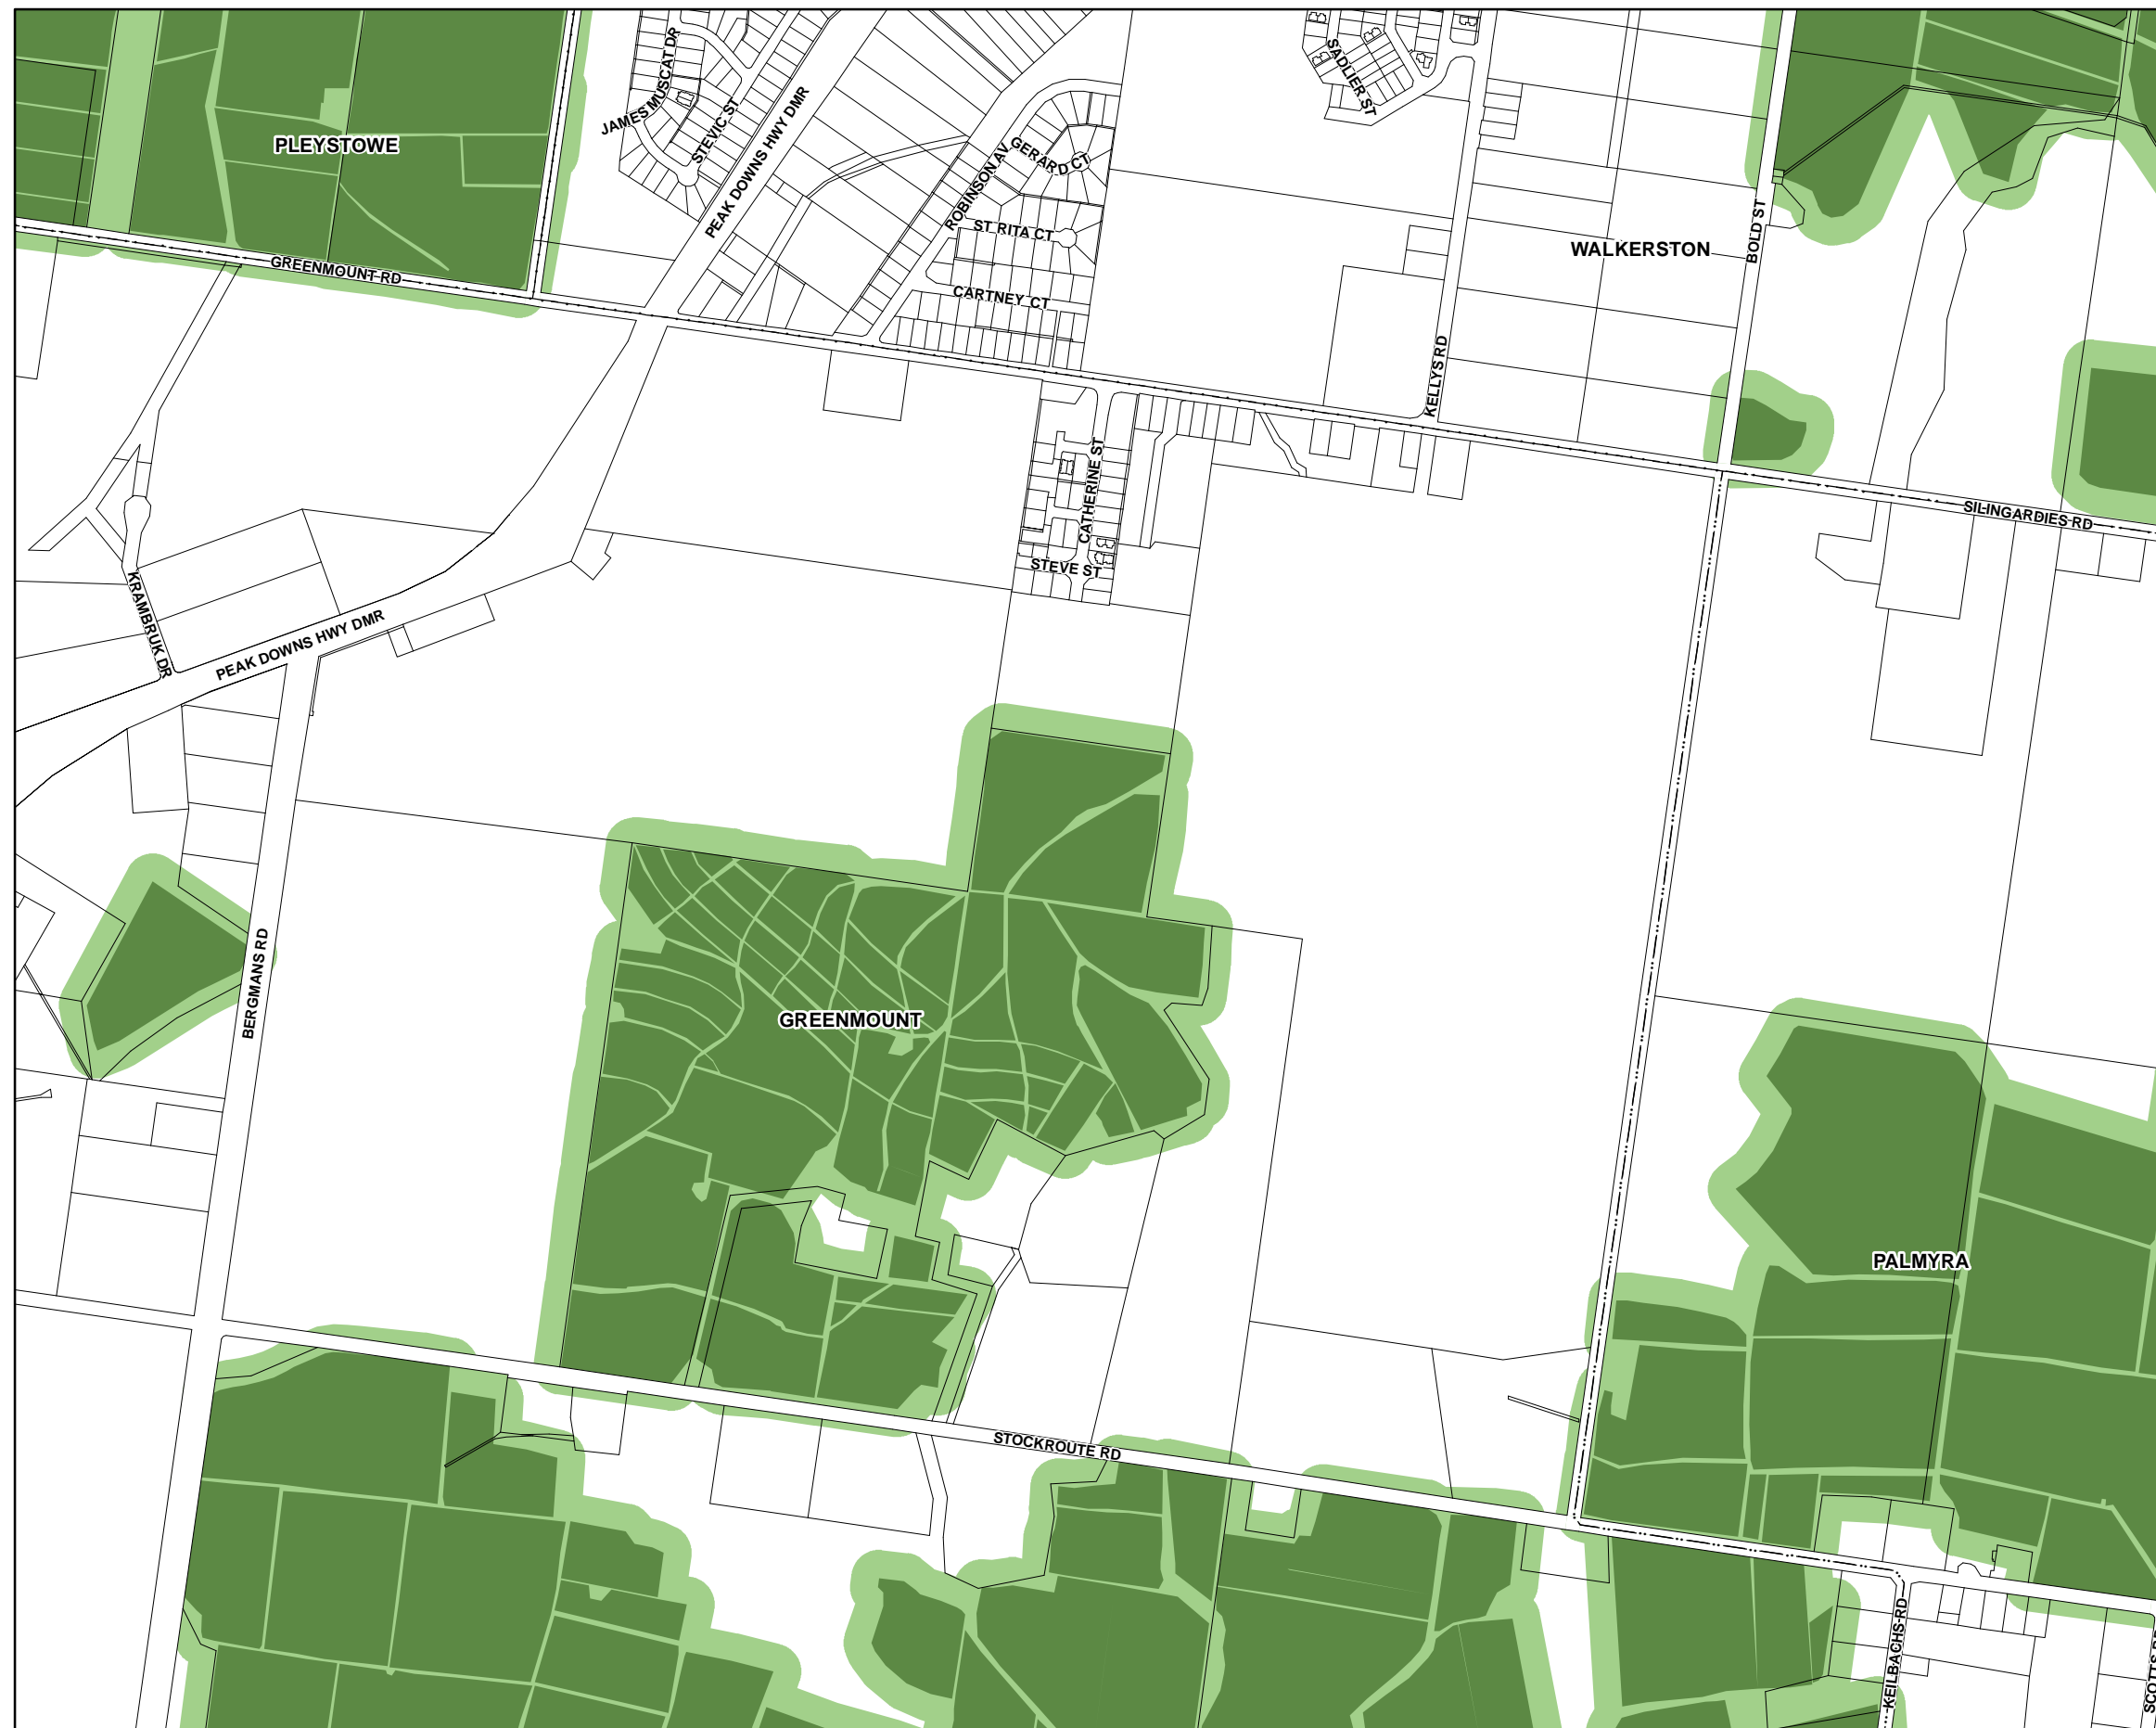 JAMES MUSCAT DR
STEVIC ST
PEAK DOWNS HWY DMR
SADLIER ST
PLEYSTOWE
GERARD CT
ROBINSON AV
ST RITA CT
WALKERSTON
BOLD ST
GREENMOUNT RD
CARTNEY CT
KELLYS RD
CATHERINE ST
SILINGARDIES RD
STEVE ST
KRAMBRUK DR
PEAK DOWNS HWY DMR
BERGMANS RD
GREENMOUNT
PALMYRA
STOCKROUTE RD
KEILBACHS RD
SCOTTS RD